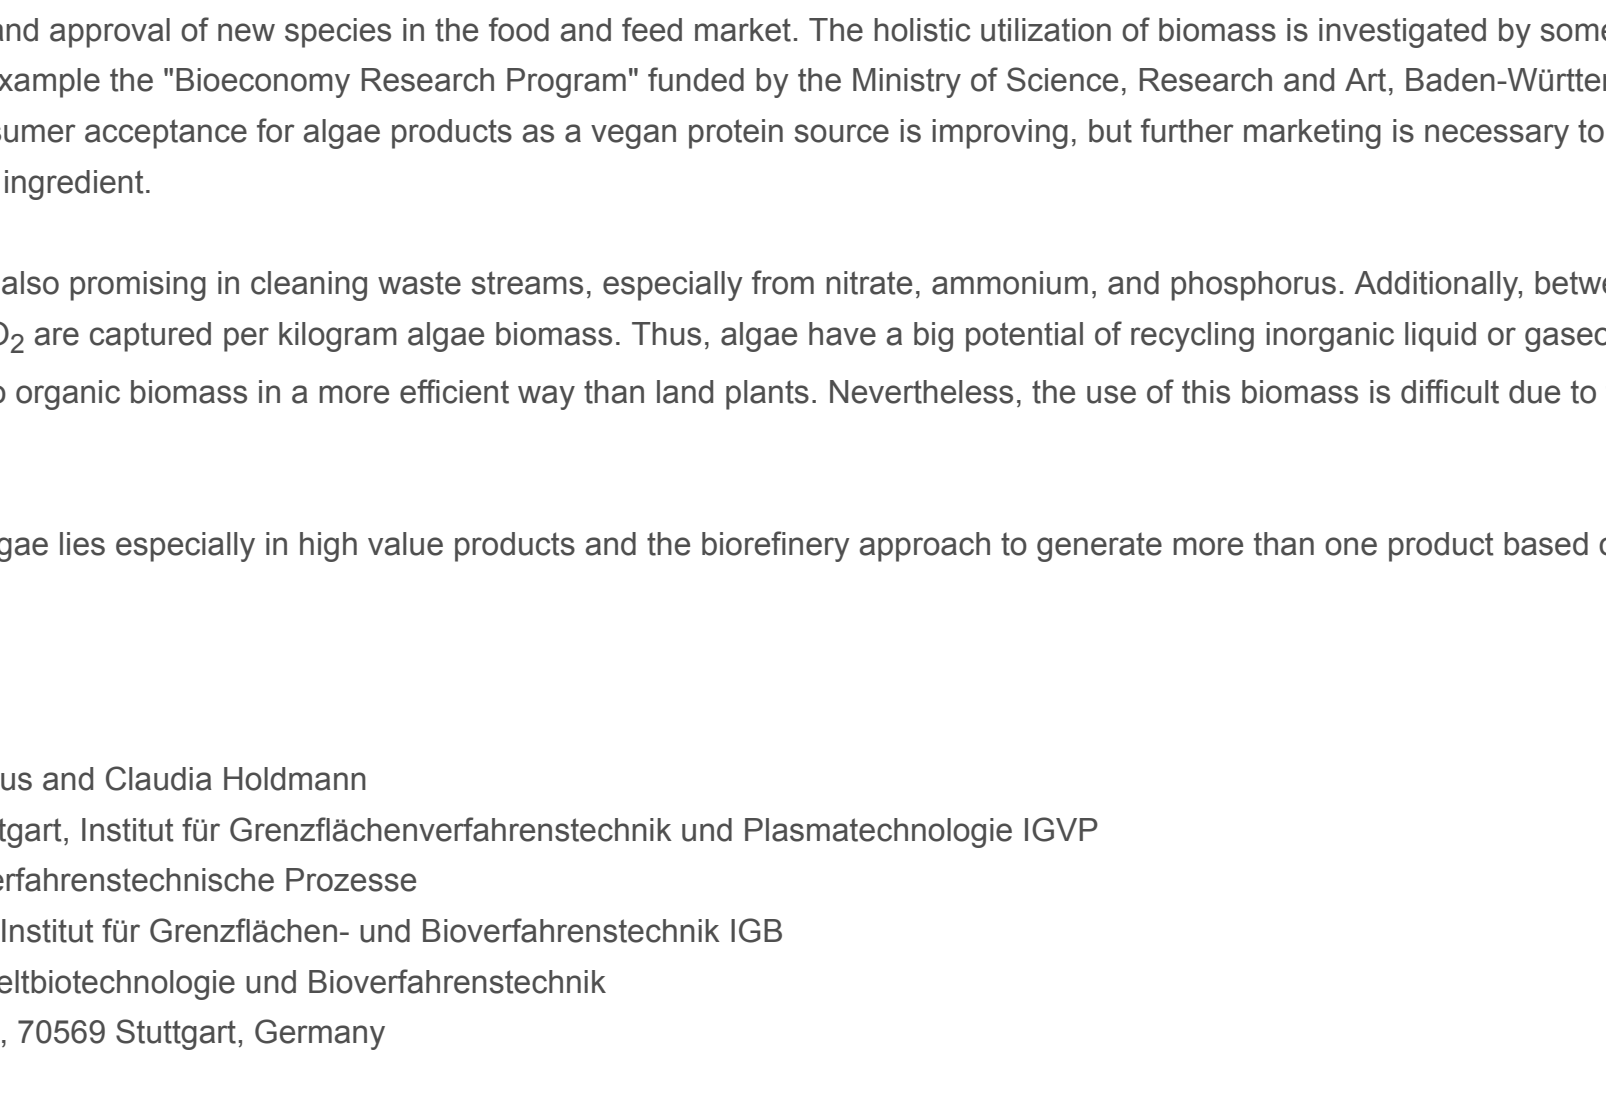 and approval of new species in the food and feed market. The holistic utilization of biomass is investigated by some
example the "Bioeconomy Research Program" funded by the Ministry of Science, Research and Art, Baden-Württem
sumer acceptance for algae products as a vegan protein source is improving, but further marketing is necessary to
ingredient.
also promising in cleaning waste streams, especially from nitrate, ammonium, and phosphorus. Additionally, betwe
O₂ are captured per kilogram algae biomass. Thus, algae have a big potential of recycling inorganic liquid or gaseo
o organic biomass in a more efficient way than land plants. Nevertheless, the use of this biomass is difficult due to
gae lies especially in high value products and the biorefinery approach to generate more than one product based o
us and Claudia Holdmann
tgart, Institut für Grenzflächenverfahrenstechnik und Plasmatechnologie IGVP
erfahrenstechnische Prozesse
Institut für Grenzflächen- und Bioverfahrenstechnik IGB
eltbiotechnologie und Bioverfahrenstechnik
, 70569 Stuttgart, Germany